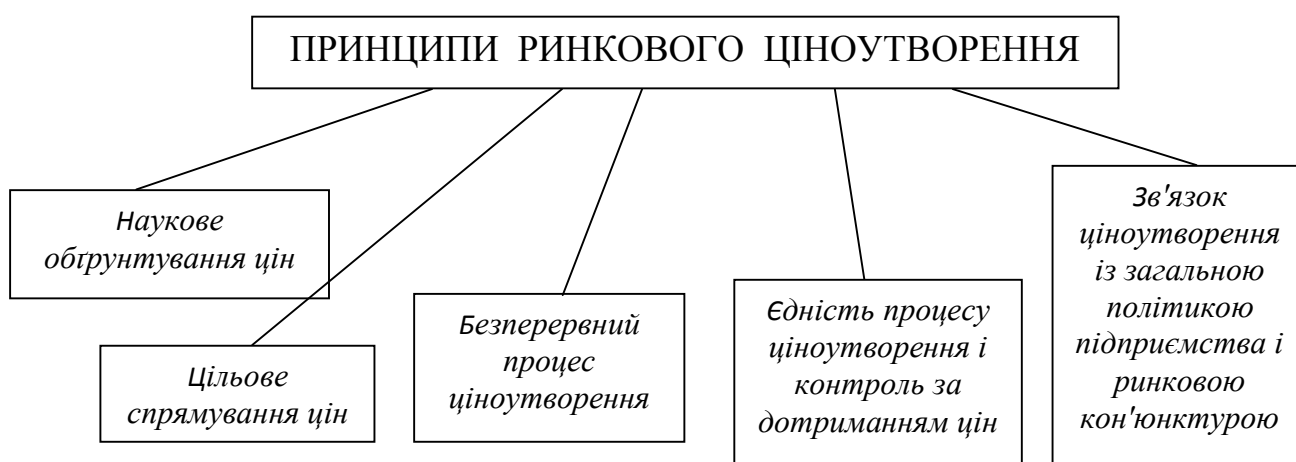 ПРИНЦИПИ РИНКОВОГО ЦІНОУТВОРЕННЯ
Наукове
обґрунтування цін
Цільове
спрямування цін
Безперервний
процес
ціноутворення
Єдність процесу
ціноутворення і
контроль за
дотриманням цін
Зв'язок
ціноутворення
із загальною
політикою
підприємства і
ринковою
кон'юнктурою